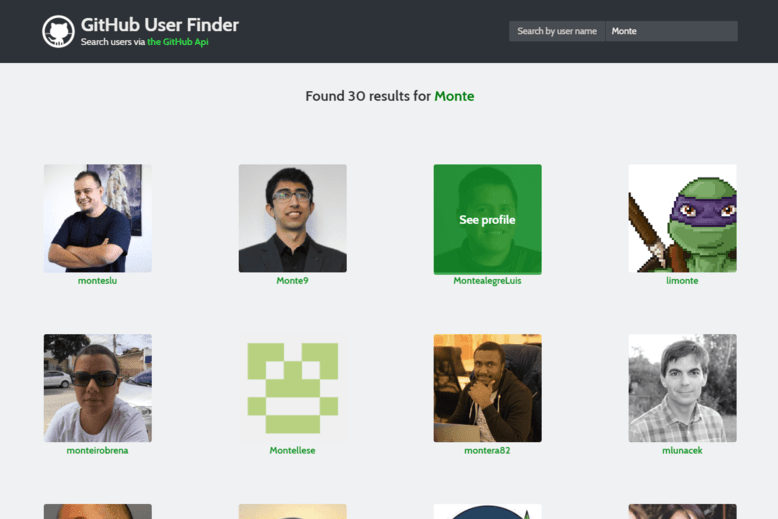 GitHub User Finder
Search users via the GitHub Api
Search by user name Monte
Found 30 results for Monte
See profile
monteslu Monte9 MontealegreLuis limonte
monteirobrena Montellese montera82 mlunacek